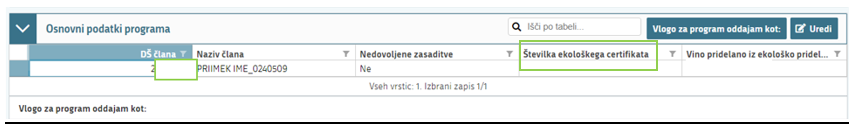 Osnovni podatki programa
Išči po tabeli...
Vlogo za program oddajam kot:
Uredi
DŠ člana
Naziv člana
Nedovoljene zasaditve
Številka ekološkega certifikata
Vino pridelano iz ekološko pridel...
2
PRIIMEK IME_0240509
Ne
Vseh vrstic: 1. Izbrani zapis 1/1
Vlogo za program oddajam kot: